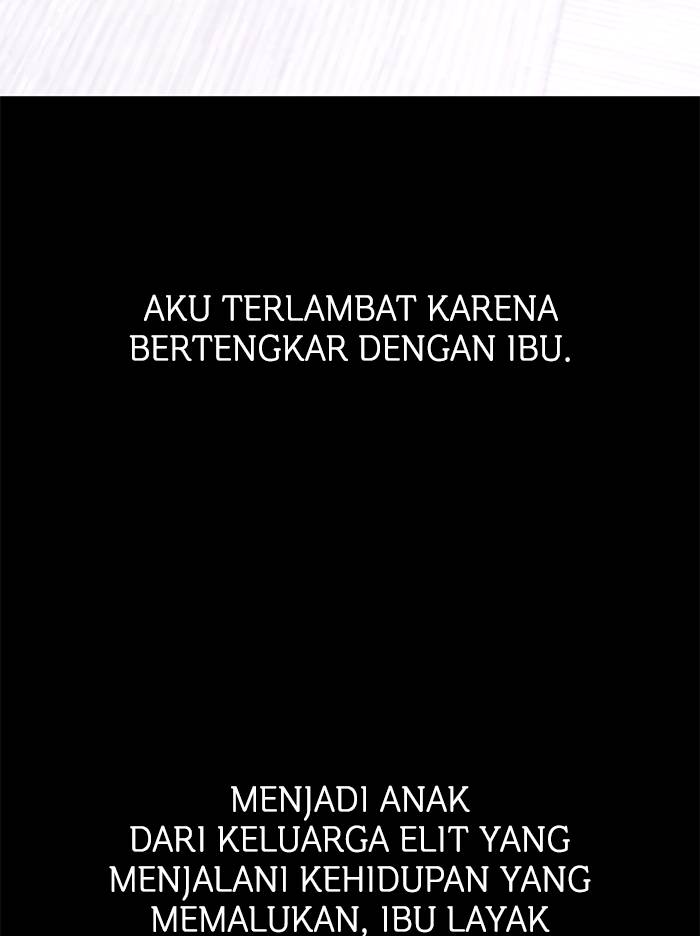 AKU TERLAMBAT KARENA
BERTENGKAR DENGAN IBU.
MENJADI ANAK
DARI KELUARGA ELIT YANG
MENJALANI KEHIDUPAN YANG
MEMALUKAN, IBU LAYAK